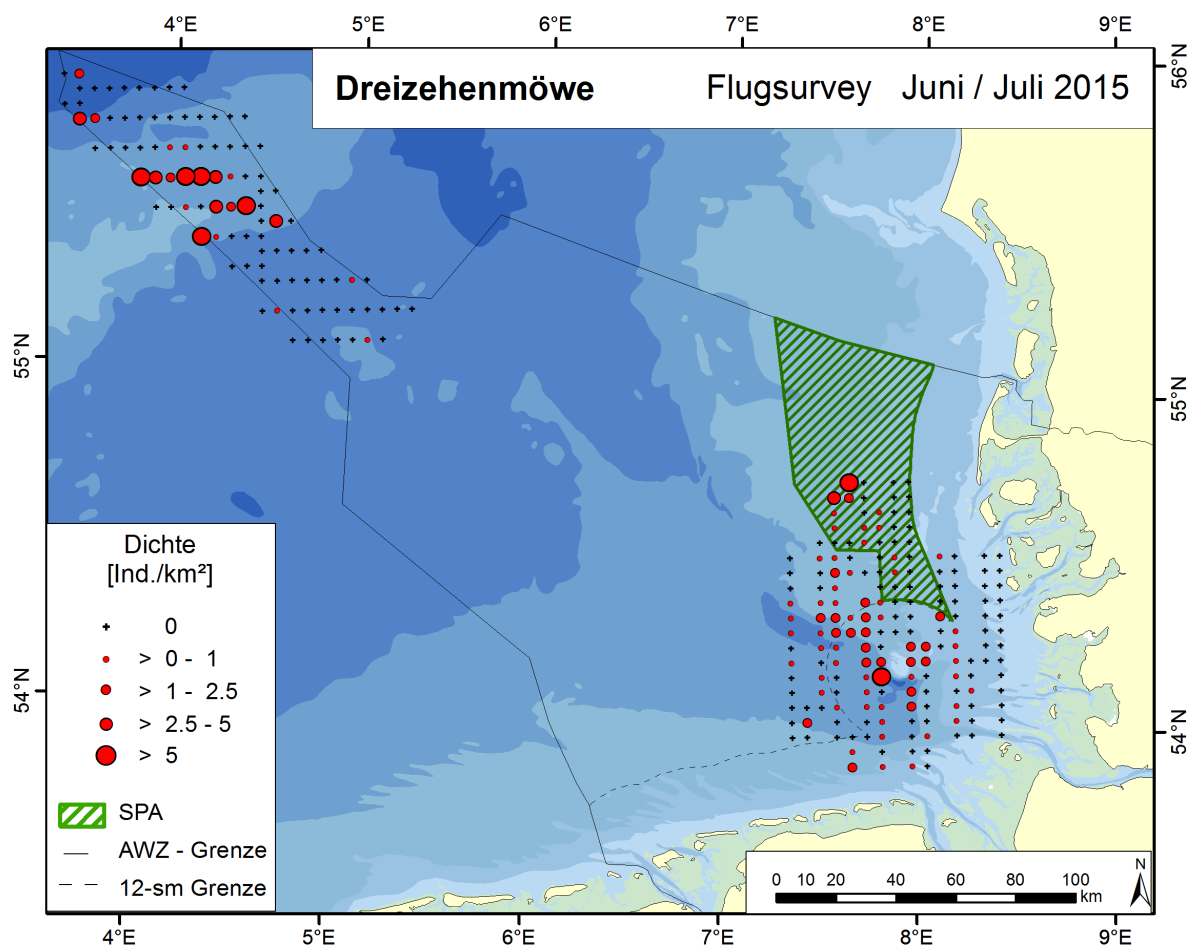 4°E 5°E 6°E 7°E 8°E 9°E
56°N
Dreizehenmöwe Flugsurvey Juni / Juli 2015
55°N
55°N
Dichte
[Ind./km²]
0
> 0 - 1
> 1 - 2.5
> 2.5 - 5
> 5
54°N
54°N
SPA
AWZ - Grenze
12-sm Grenze
N
0 10 20 40 60 80 100
km
4°E 5°E 6°E 7°E 8°E 9°E